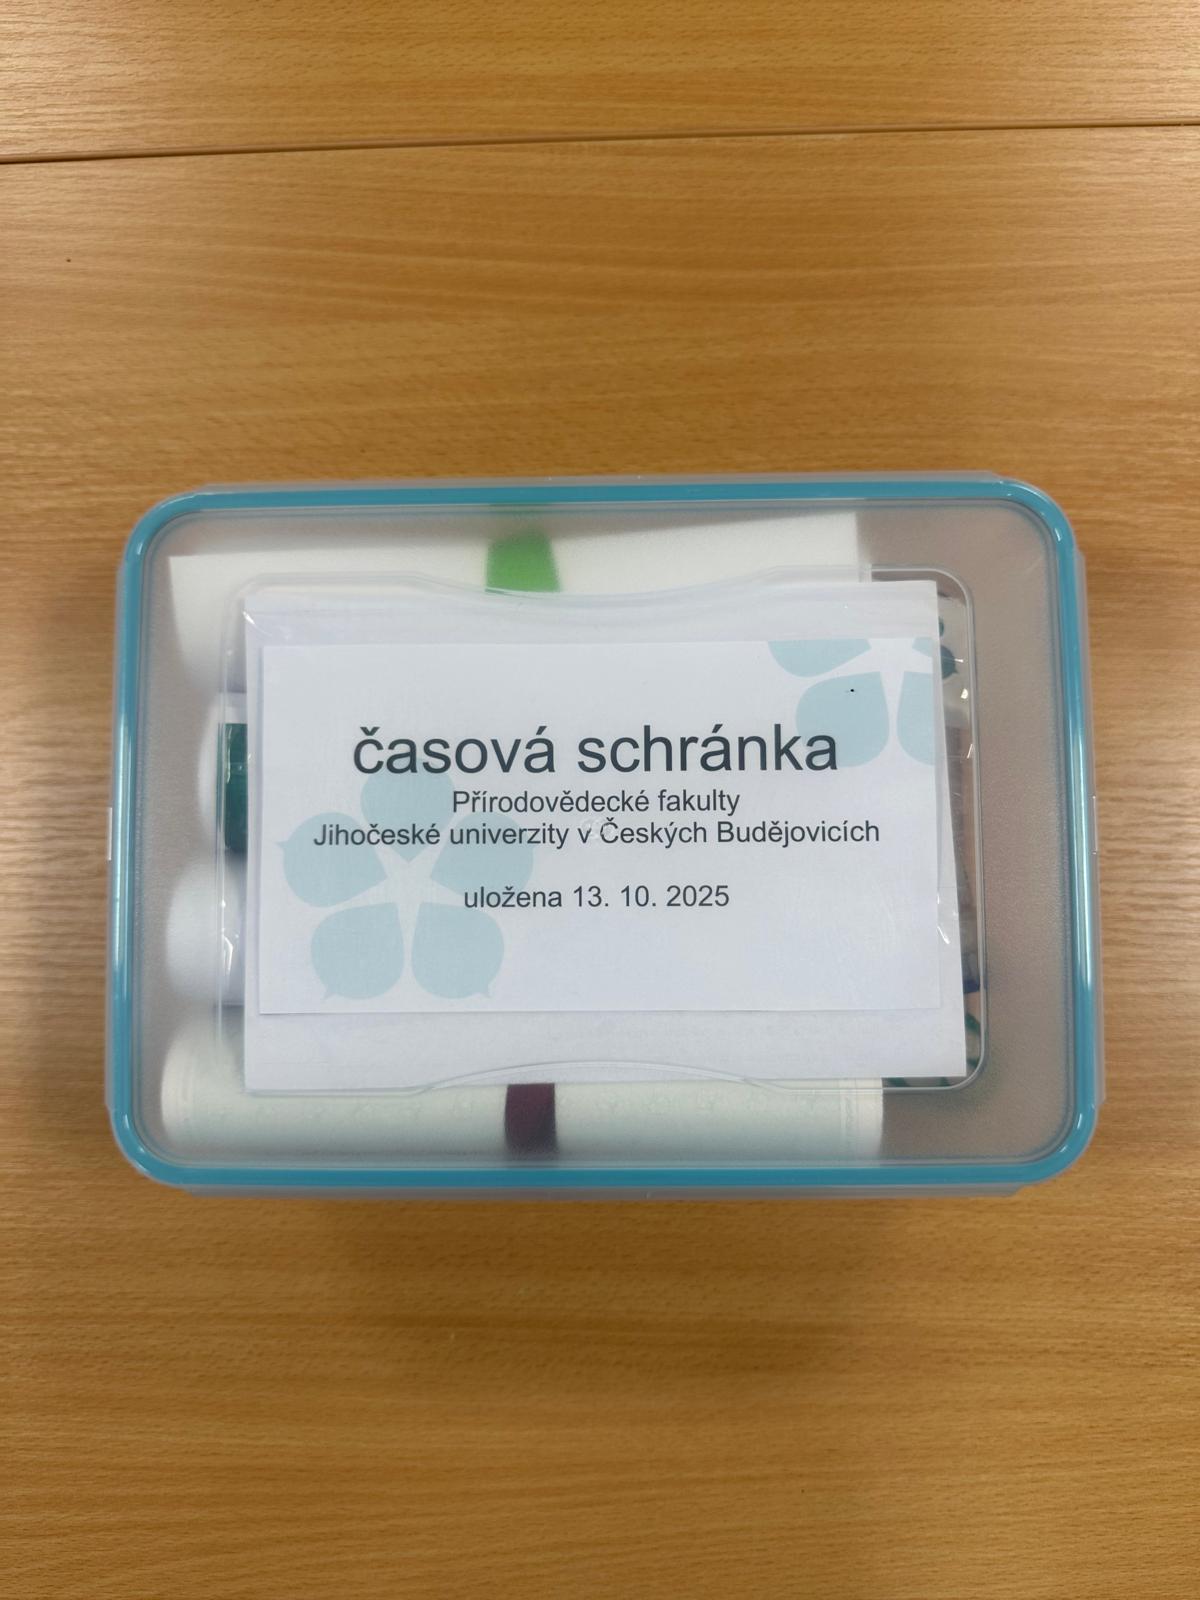 časová schránka
Přírodovědecké fakulty
Jihočeské univerzity v Českých Budějovicích
uložena 13. 10. 2025